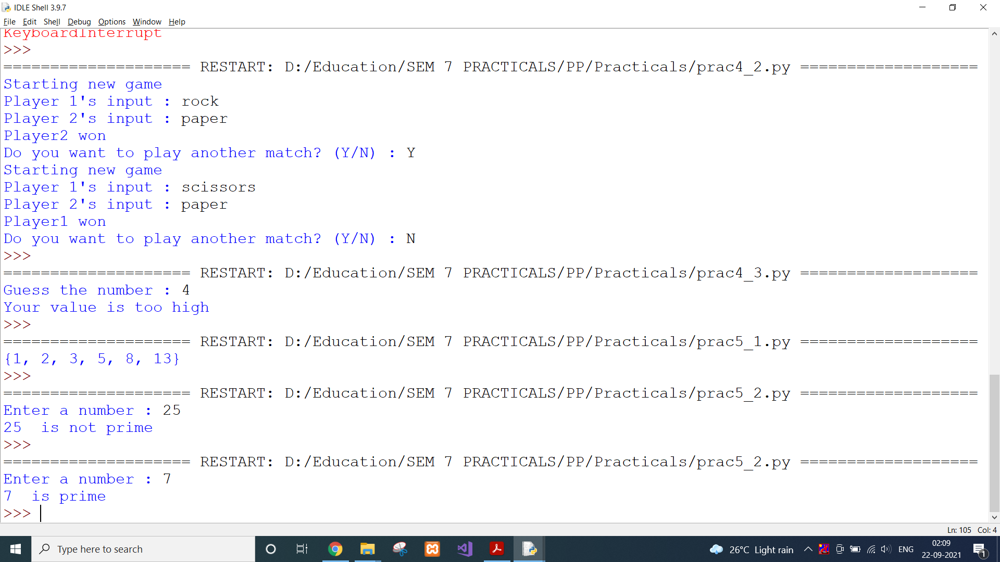 IDLE Shell 3.9.7
File Edit Shell Debug Options Window Help
KeyboardInterrupt
>>>
==================== RESTART: D:/Education/SEM 7 PRACTICALS/PP/Practicals/prac4_2.py ===================
Starting new game
Player 1's input : rock
Player 2's input : paper
Player2 won
Do you want to play another match? (Y/N) : Y
Starting new game
Player 1's input : scissors
Player 2's input : paper
Player1 won
Do you want to play another match? (Y/N) : N
>>>
==================== RESTART: D:/Education/SEM 7 PRACTICALS/PP/Practicals/prac4_3.py ===================
Guess the number : 4
Your value is too high
>>>
==================== RESTART: D:/Education/SEM 7 PRACTICALS/PP/Practicals/prac5_1.py ===================
{1, 2, 3, 5, 8, 13}
>>>
==================== RESTART: D:/Education/SEM 7 PRACTICALS/PP/Practicals/prac5_2.py ===================
Enter a number : 25
25  is not prime
>>>
==================== RESTART: D:/Education/SEM 7 PRACTICALS/PP/Practicals/prac5_2.py ===================
Enter a number : 7
7  is prime
>>>
Ln: 105 Col: 4
Type here to search
26°C Light rain
ENG
02:09
22-09-2021
1